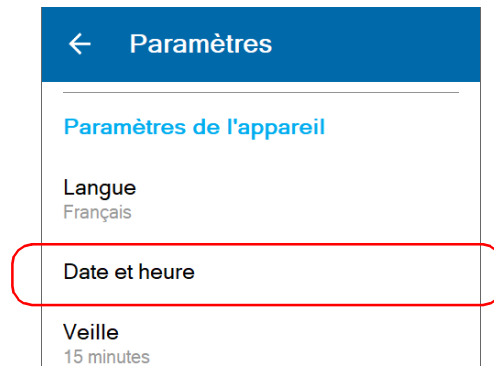 Paramètres
Paramètres de l'appareil
Langue
Français
Date et heure
Veille
15 minutes